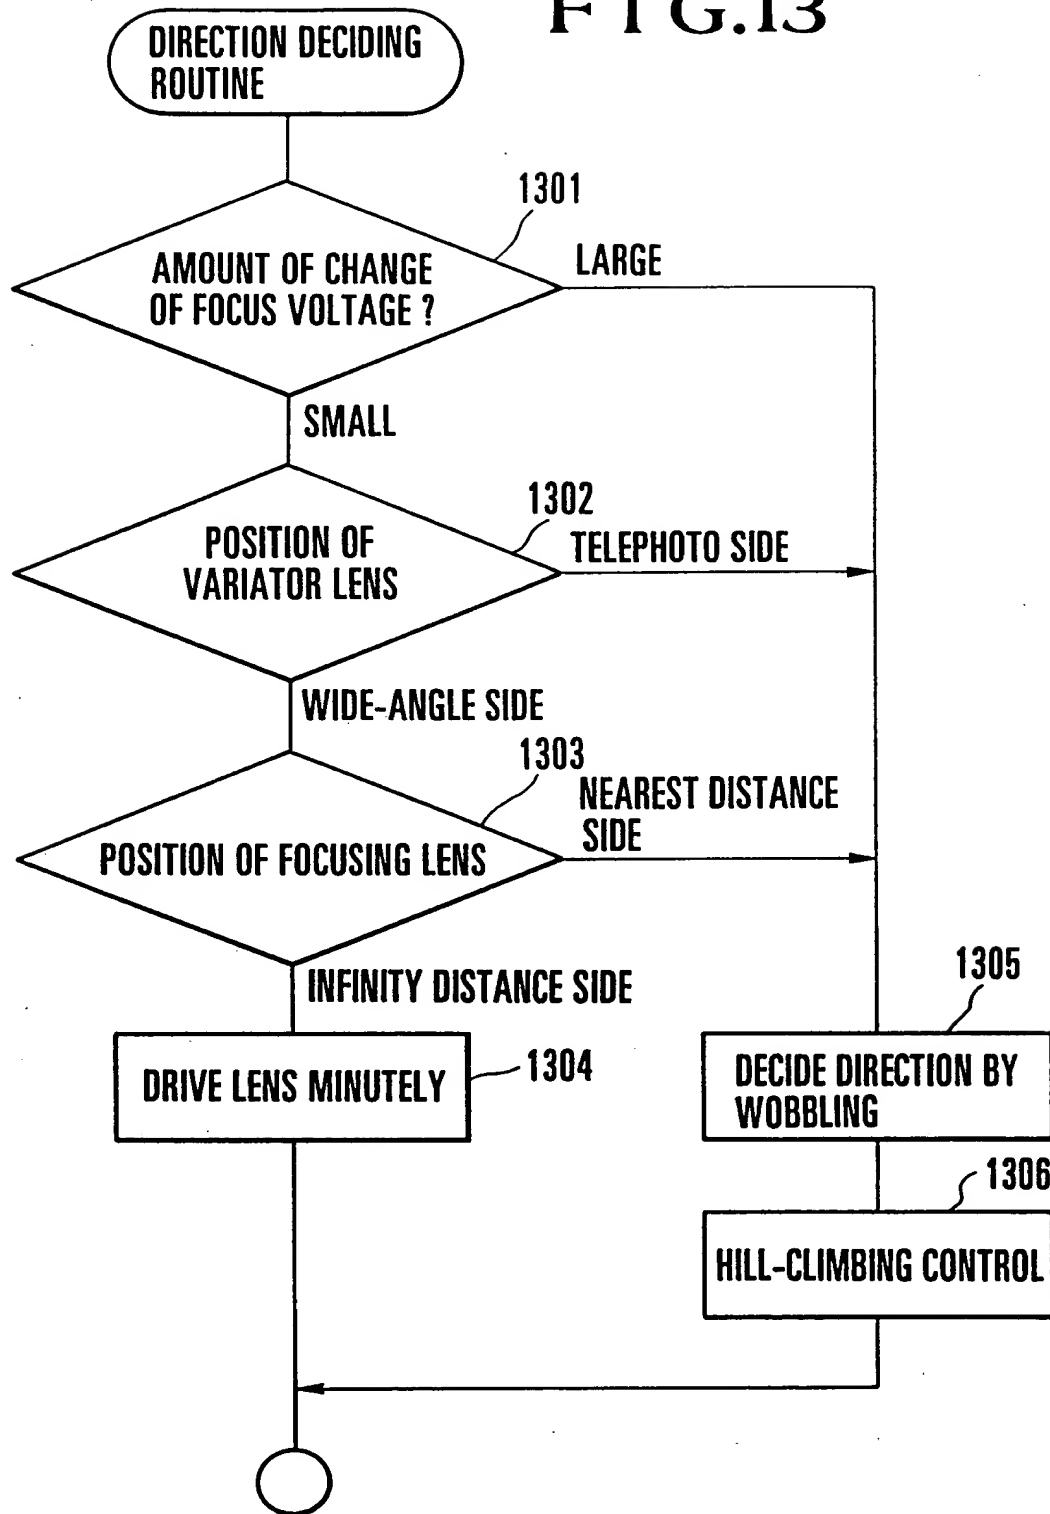 FIG.13
DIRECTION DECIDING
ROUTINE
1301
AMOUNT OF CHANGE
OF FOCUS VOLTAGE ?
LARGE
SMALL
1302
POSITION OF
VARIATOR LENS
TELEPHOTO SIDE
WIDE-ANGLE SIDE
1303
NEAREST DISTANCE
SIDE
POSITION OF FOCUSING LENS
INFINITY DISTANCE SIDE
1304
DRIVE LENS MINUTELY
1305
DECIDE DIRECTION BY
WOBBLING
1306
HILL-CLIMBING CONTROL